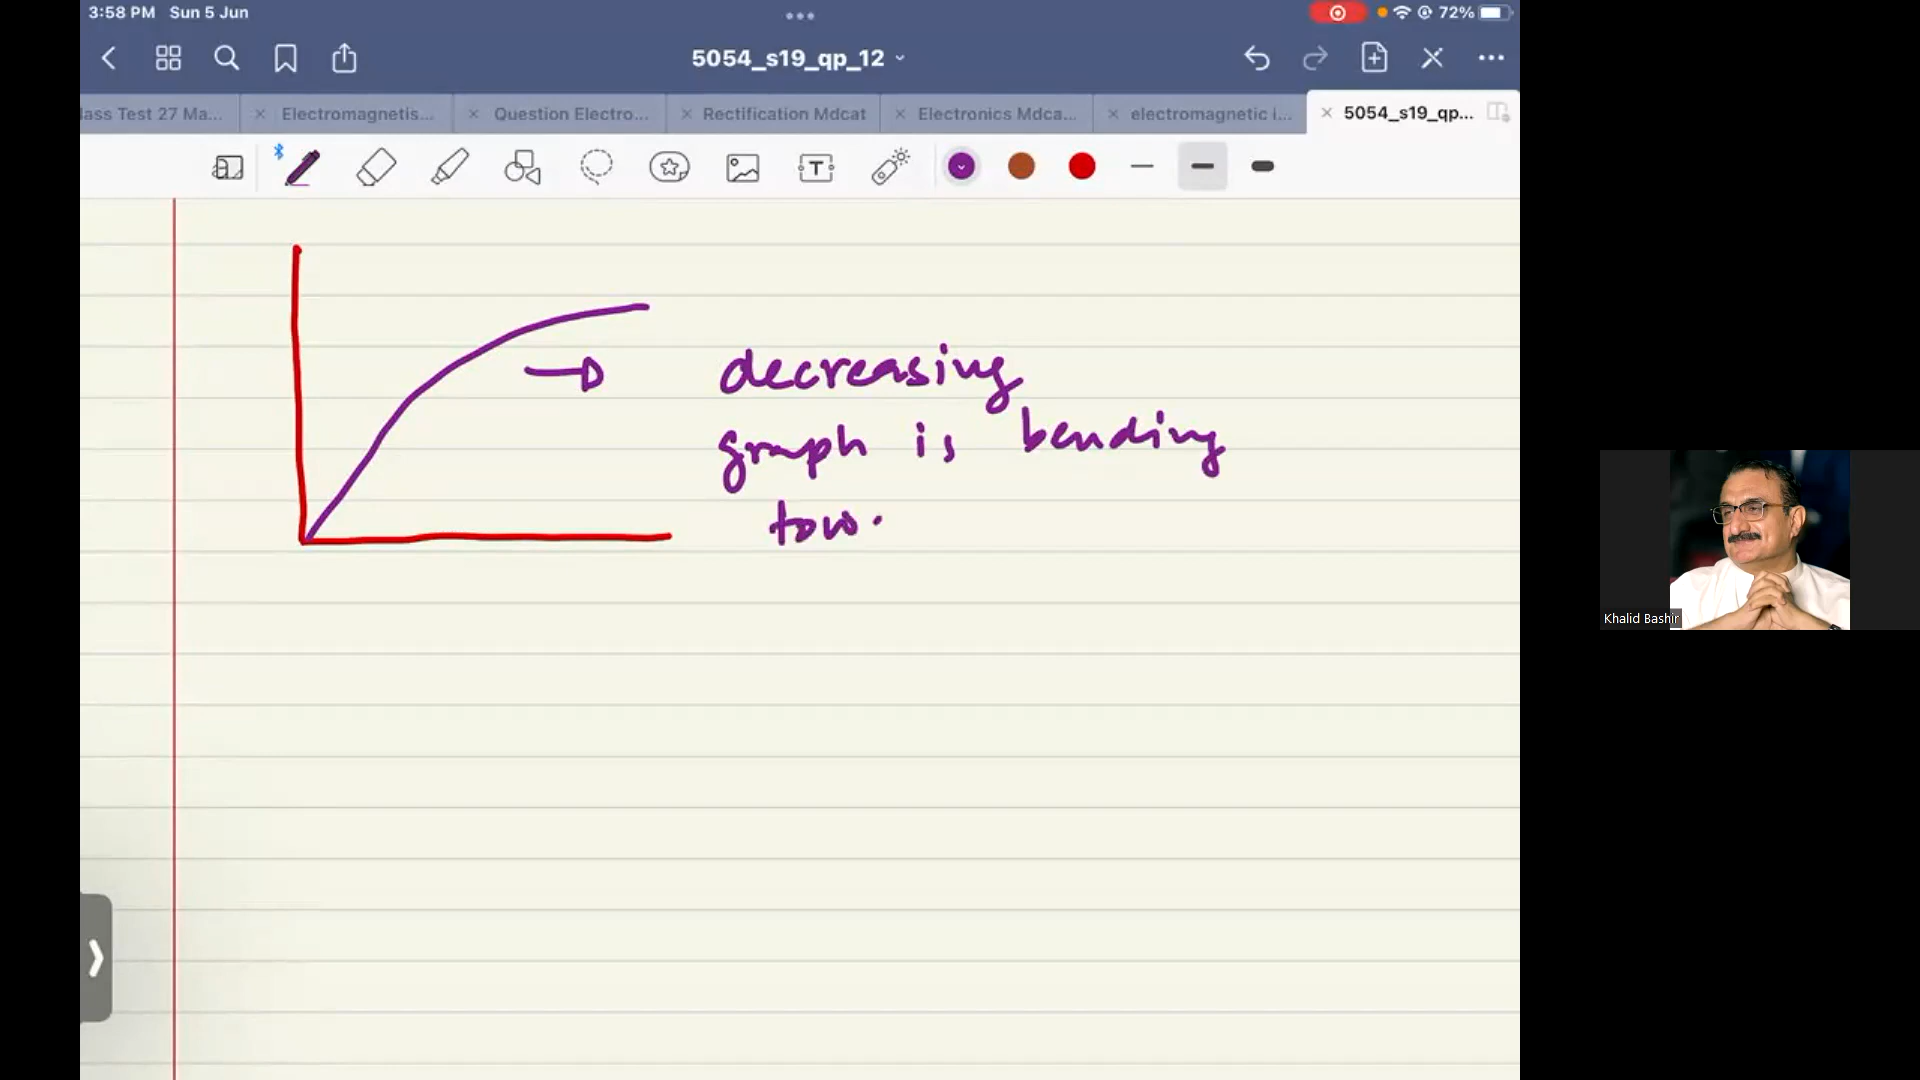 3:58 PM Sun 5 Jun
72%
5054_s19_qp_12
lass Test 27 Ma...
Electromagnetis...
Question Electro...
Rectification Mdcat
Electronics Mdca...
electromagnetic i...
5054_s19_qp...
T
decreasing
graph is bending
tow.
Khalid Bashir